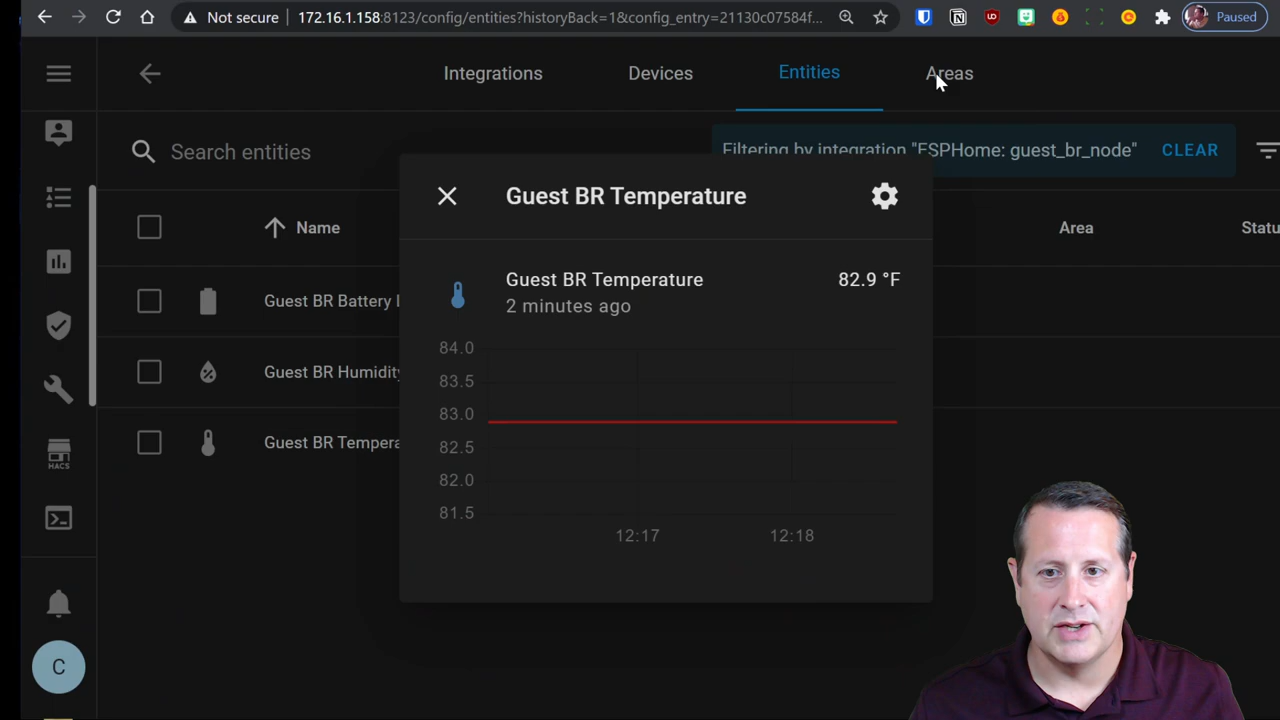 Not secure 172.16.1.158:8123/config/entities?historyBack=1&config_entry=21130c07584f... Paused
Integrations Devices Entities Areas
Search entities
Filtering by integration "ESPHome: guest_br_node" CLEAR
Guest BR Temperature
Name Area Statu
Guest BR Temperature 82.9 °F
2 minutes ago
Guest BR Battery
Guest BR Humidity
Guest BR Tempera
84.0
83.5
83.0
82.5
82.0
81.5
12:17 12:18
HACS
C